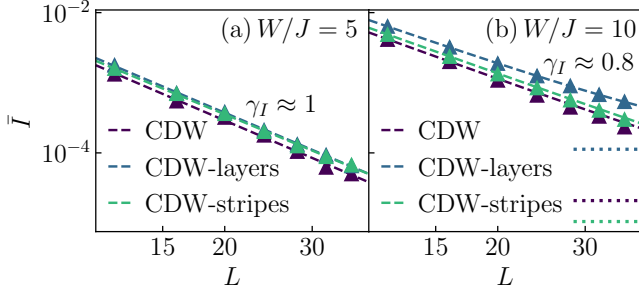 10⁻²
10⁻⁴
Ī
(a) W/J = 5
γ_I ≈ 1
CDW
CDW-layers
CDW-stripes
15 20 30
L
(b) W/J = 10
γ_I ≈ 0.8
CDW
CDW-layers
CDW-stripes
15 20 30
L